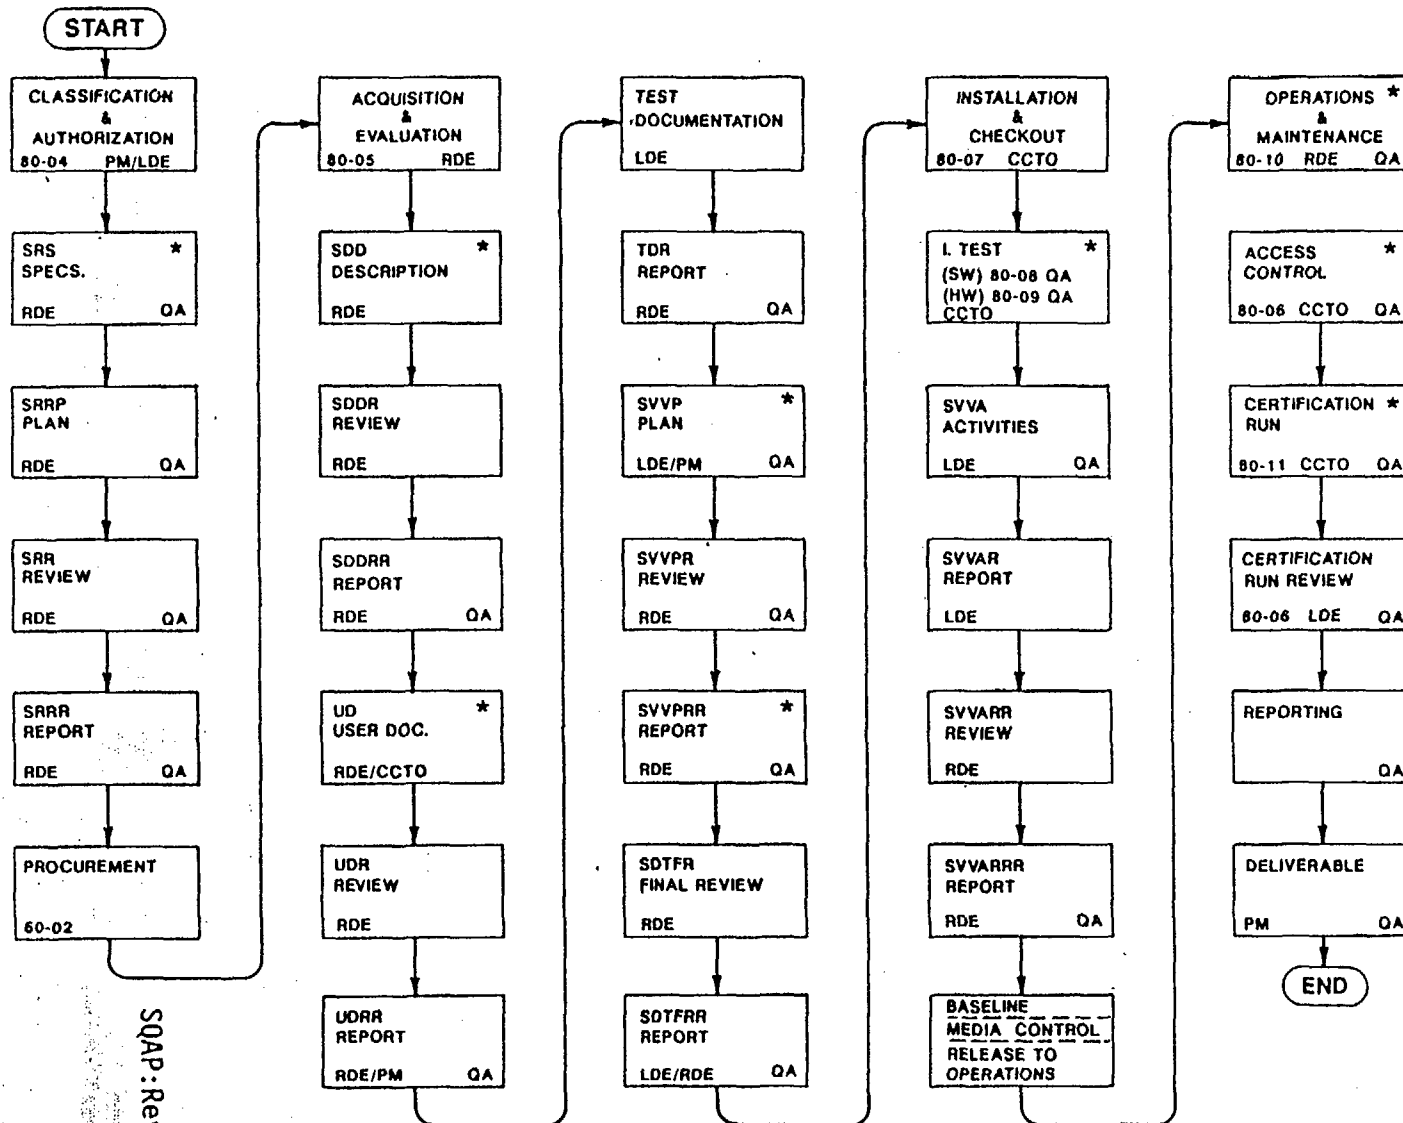 START
CLASSIFICATION
&
AUTHORIZATION
80-04 PM/LDE
SRS *
SPECS.
RDE QA
SRRP
PLAN
RDE QA
SRR
REVIEW
RDE QA
SRRR
REPORT
RDE QA
PROCUREMENT
60-02
ACQUISITION
&
EVALUATION
80-05 RDE
SDD *
DESCRIPTION
RDE
SDDR
REVIEW
RDE
SDDRR
REPORT
RDE QA
UD *
USER DOC.
RDE/CCTO
UDR
REVIEW
RDE
UDRR
REPORT
RDE/PM QA
TEST
DOCUMENTATION
LDE
TDR
REPORT
RDE QA
SVVP *
PLAN
LDE/PM QA
SVVPR
REVIEW
RDE QA
SVVPRR *
REPORT
RDE QA
SDTFR
FINAL REVIEW
RDE
SDTFRR
REPORT
LDE/RDE QA
INSTALLATION
&
CHECKOUT
80-07 CCTO
I. TEST *
(SW) 80-08 QA
(HW) 80-09 QA
CCTO
SVVA
ACTIVITIES
LDE QA
SVVAR
REPORT
LDE
SVVARR
REVIEW
RDE
SVVARRR
REPORT
RDE QA
BASELINE
MEDIA CONTROL
RELEASE TO
OPERATIONS
OPERATIONS *
&
MAINTENANCE
80-10 RDE QA
ACCESS *
CONTROL
80-06 CCTO QA
CERTIFICATION *
RUN
80-11 CCTO QA
CERTIFICATION
RUN REVIEW
80-06 LDE QA
REPORTING
QA
DELIVERABLE
PM QA
END
SQAP:Re